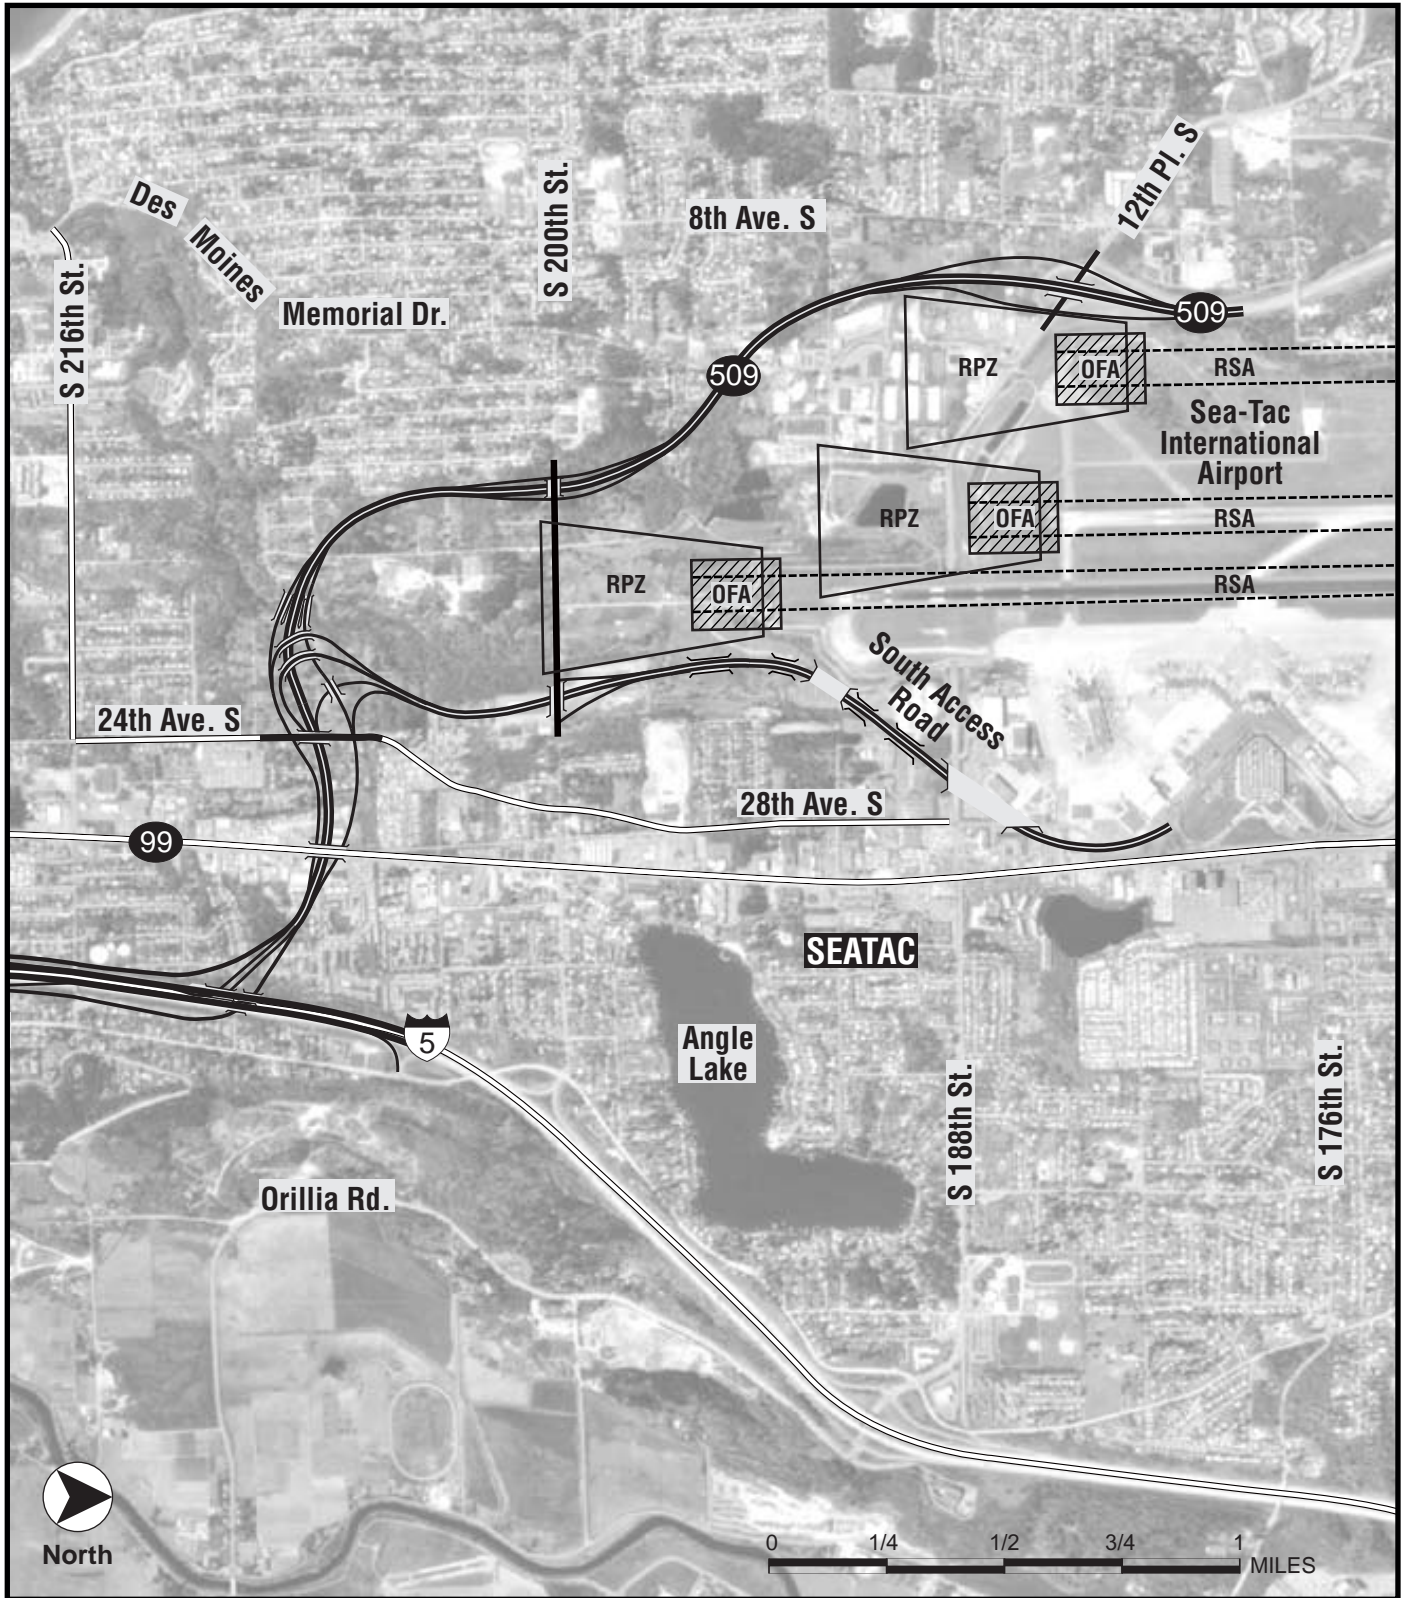 12th Pl. S
Des
Moines
Memorial Dr.
S 200th St.
8th Ave. S
S 216th St.
509
509
RPZ
OFA
RSA
Sea-Tac
International
Airport
RPZ
OFA
RSA
RPZ
OFA
RSA
South Access
Road
24th Ave. S
28th Ave. S
99
SEATAC
5
Angle
Lake
S 188th St.
S 176th St.
Orillia Rd.
North
0 1/4 1/2 3/4 1
MILES